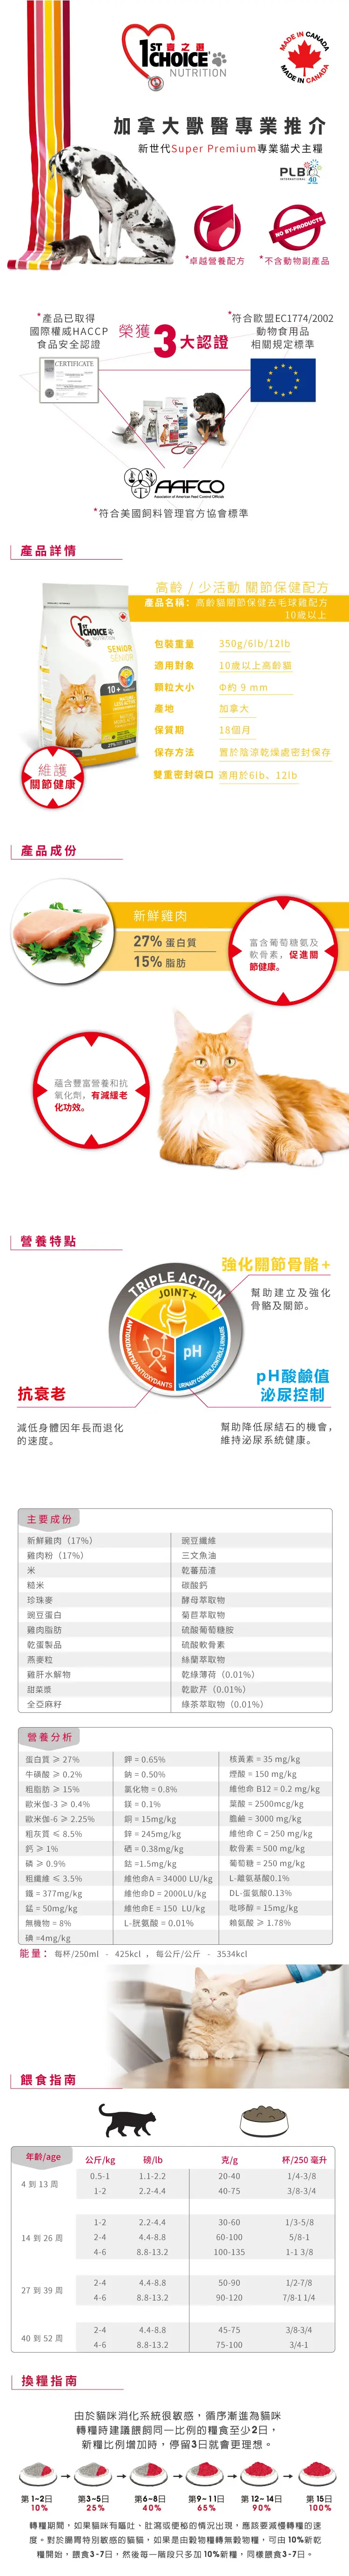 1ST 喜之選
CHOICE
NUTRITION
MADE IN CANADA
MADE IN CANADA
加拿大獸醫專業推介
新世代Super Premium專業貓犬主糧
PLB
INTERNATIONAL
40
NO BY-PRODUCTS
*卓越營養配方
*不含動物副產品
*產品已取得
國際權威HACCP
食品安全認證
榮獲3大認證
*符合歐盟EC1774/2002
動物食用品
相關規定標準
CERTIFICATE
AAFCO
Association of American Feed Control Officials
*符合美國飼料管理官方協會標準
產品詳情
高齡 / 少活動 關節保健配方
產品名稱：高齡貓關節保健去毛球雞配方
10歲以上
1ST
CHOICE
NUTRITION
SENIOR
SÉNIOR
10+
維護
關節健康
包裝重量 350g/6lb/12lb
適用對象 10歲以上高齡貓
顆粒大小 Φ約 9 mm
產地 加拿大
保質期 18個月
保存方法 置於陰涼乾燥處密封保存
雙重密封袋口 適用於6lb、12lb
產品成份
新鮮雞肉
27% 蛋白質
15% 脂肪
富含葡萄糖氨及
軟骨素，促進關
節健康。
蘊含豐富營養和抗
氧化劑，有減緩老
化功效。
營養特點
強化關節骨骼+
幫助建立及強化
骨骼及關節。
TRIPLE ACTION
JOINT+
ANTIOXIDANTS/ANTIOXYDANTS
pH
URINARY CONTROL/CONTRÔLE URINAIRE
抗衰老
減低身體因年長而退化
的速度。
pH酸鹼值
泌尿控制
幫助降低尿結石的機會，
維持泌尿系統健康。
主要成份
新鮮雞肉（17%） 豌豆纖維
雞肉粉（17%） 三文魚油
米 乾蕃茄渣
糙米 碳酸鈣
珍珠麥 酵母萃取物
豌豆蛋白 菊苣萃取物
雞肉脂肪 硫酸葡萄糖胺
乾蛋製品 硫酸軟骨素
燕麥粒 絲蘭萃取物
雞肝水解物 乾綠薄荷（0.01%）
甜菜漿 乾歐芹（0.01%）
全亞麻籽 綠茶萃取物（0.01%）
營養分析
蛋白質 ≥ 27% 鉀 = 0.65% 核黃素 = 35 mg/kg
牛磺酸 ≥ 0.2% 鈉 = 0.50% 煙酸 = 150 mg/kg
粗脂肪 ≥ 15% 氯化物 = 0.8% 維他命 B12 = 0.2 mg/kg
歐米伽-3 ≥ 0.4% 鎂 = 0.1% 葉酸 = 2500mcg/kg
歐米伽-6 ≥ 2.25% 銅 = 15mg/kg 膽鹼 = 3000 mg/kg
粗灰質 ≤ 8.5% 鋅 = 245mg/kg 維他命 C = 250 mg/kg
鈣 ≥ 1% 硒 = 0.38mg/kg 軟骨素 = 500 mg/kg
磷 ≥ 0.9% 鈷 =1.5mg/kg 葡萄糖 = 250 mg/kg
粗纖維 ≤ 3.5% 維他命A = 34000 LU/kg L-離氨基酸0.1%
鐵 = 377mg/kg 維他命D = 2000LU/kg DL-蛋氨酸0.13%
錳 = 50mg/kg 維他命E = 150 LU/kg 吡哆醇 = 15mg/kg
無機物 = 8% L-胱氨酸 = 0.01% 賴氨酸 ≥ 1.78%
碘 =4mg/kg
能量： 每杯/250ml - 425kcl ， 每公斤/公斤 - 3534kcl
餵食指南
年齡/age 公斤/kg 磅/lb 克/g 杯/250 毫升
4 到 13 周 0.5-1 1.1-2.2 20-40 1/4-3/8
1-2 2.2-4.4 40-75 3/8-3/4
14 到 26 周 1-2 2.2-4.4 30-60 1/3-5/8
2-4 4.4-8.8 60-100 5/8-1
4-6 8.8-13.2 100-135 1-1 3/8
27 到 39 周 2-4 4.4-8.8 50-90 1/2-7/8
4-6 8.8-13.2 90-120 7/8-1 1/4
40 到 52 周 2-4 4.4-8.8 45-75 3/8-3/4
4-6 8.8-13.2 75-100 3/4-1
換糧指南
由於貓咪消化系統很敏感，循序漸進為貓咪
轉糧時建議餵飼同一比例的糧食至少2日，
新糧比例增加時，停留3日就會更理想。
第1~2日 第3~5日 第6~8日 第9~11日 第12~14日 第15日
10% 25% 40% 65% 90% 100%
轉糧期間，如果貓咪有嘔吐，肚瀉或便秘的情況出現，應該要減慢轉糧的速
度。對於腸胃特別敏感的貓貓，如果是由穀物糧轉無穀物糧，可由10%新乾
糧開始，餵食3-7日，然後每一階段只多加10%新糧，同樣餵食3-7日。